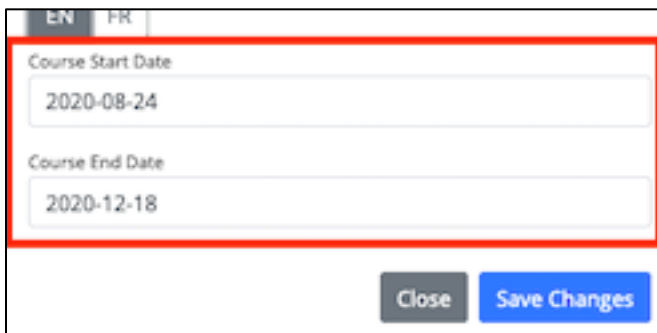 EN FR
Course Start Date
2020-08-24
Course End Date
2020-12-18
Close Save Changes